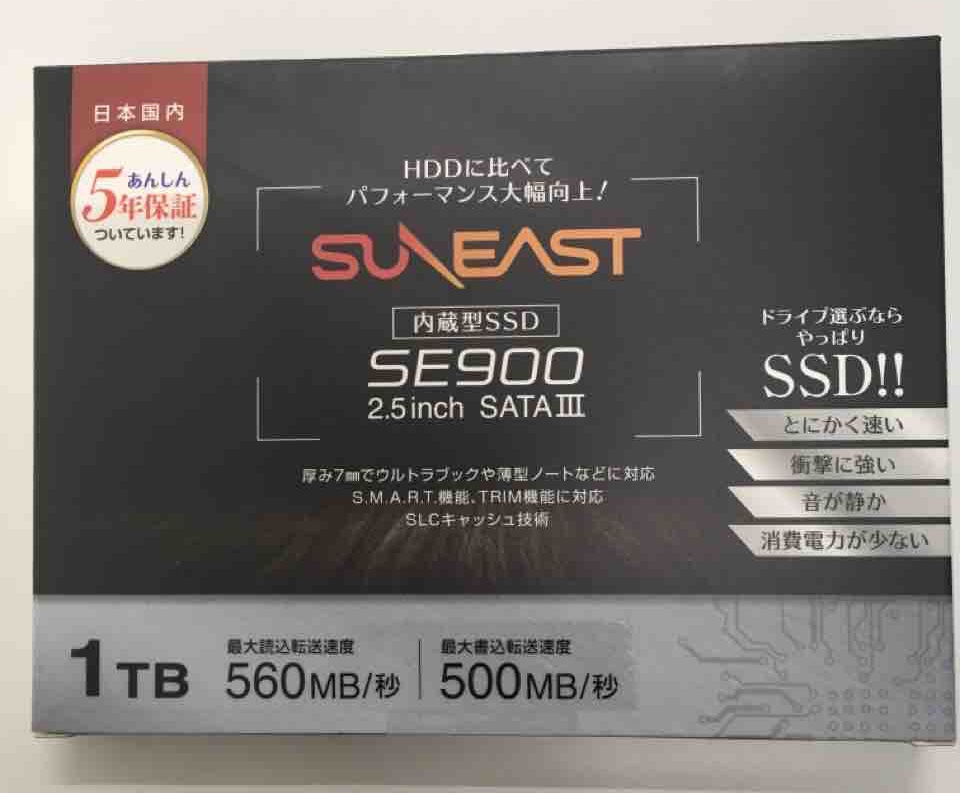 日本国内
あんしん
5年保証
ついています!
HDDに比べて
パフォーマンス大幅向上!
SUNEAST
内蔵型SSD
SE900
2.5inch SATAⅢ
厚み7㎜でウルトラブックや薄型ノートなどに対応
S.M.A.R.T.機能、TRIM機能に対応
SLCキャッシュ技術
ドライブ選ぶなら
やっぱり
SSD!!
とにかく速い
衝撃に強い
音が静か
消費電力が少ない
1TB
最大読込転送速度
560MB/秒
最大書込転送速度
500MB/秒